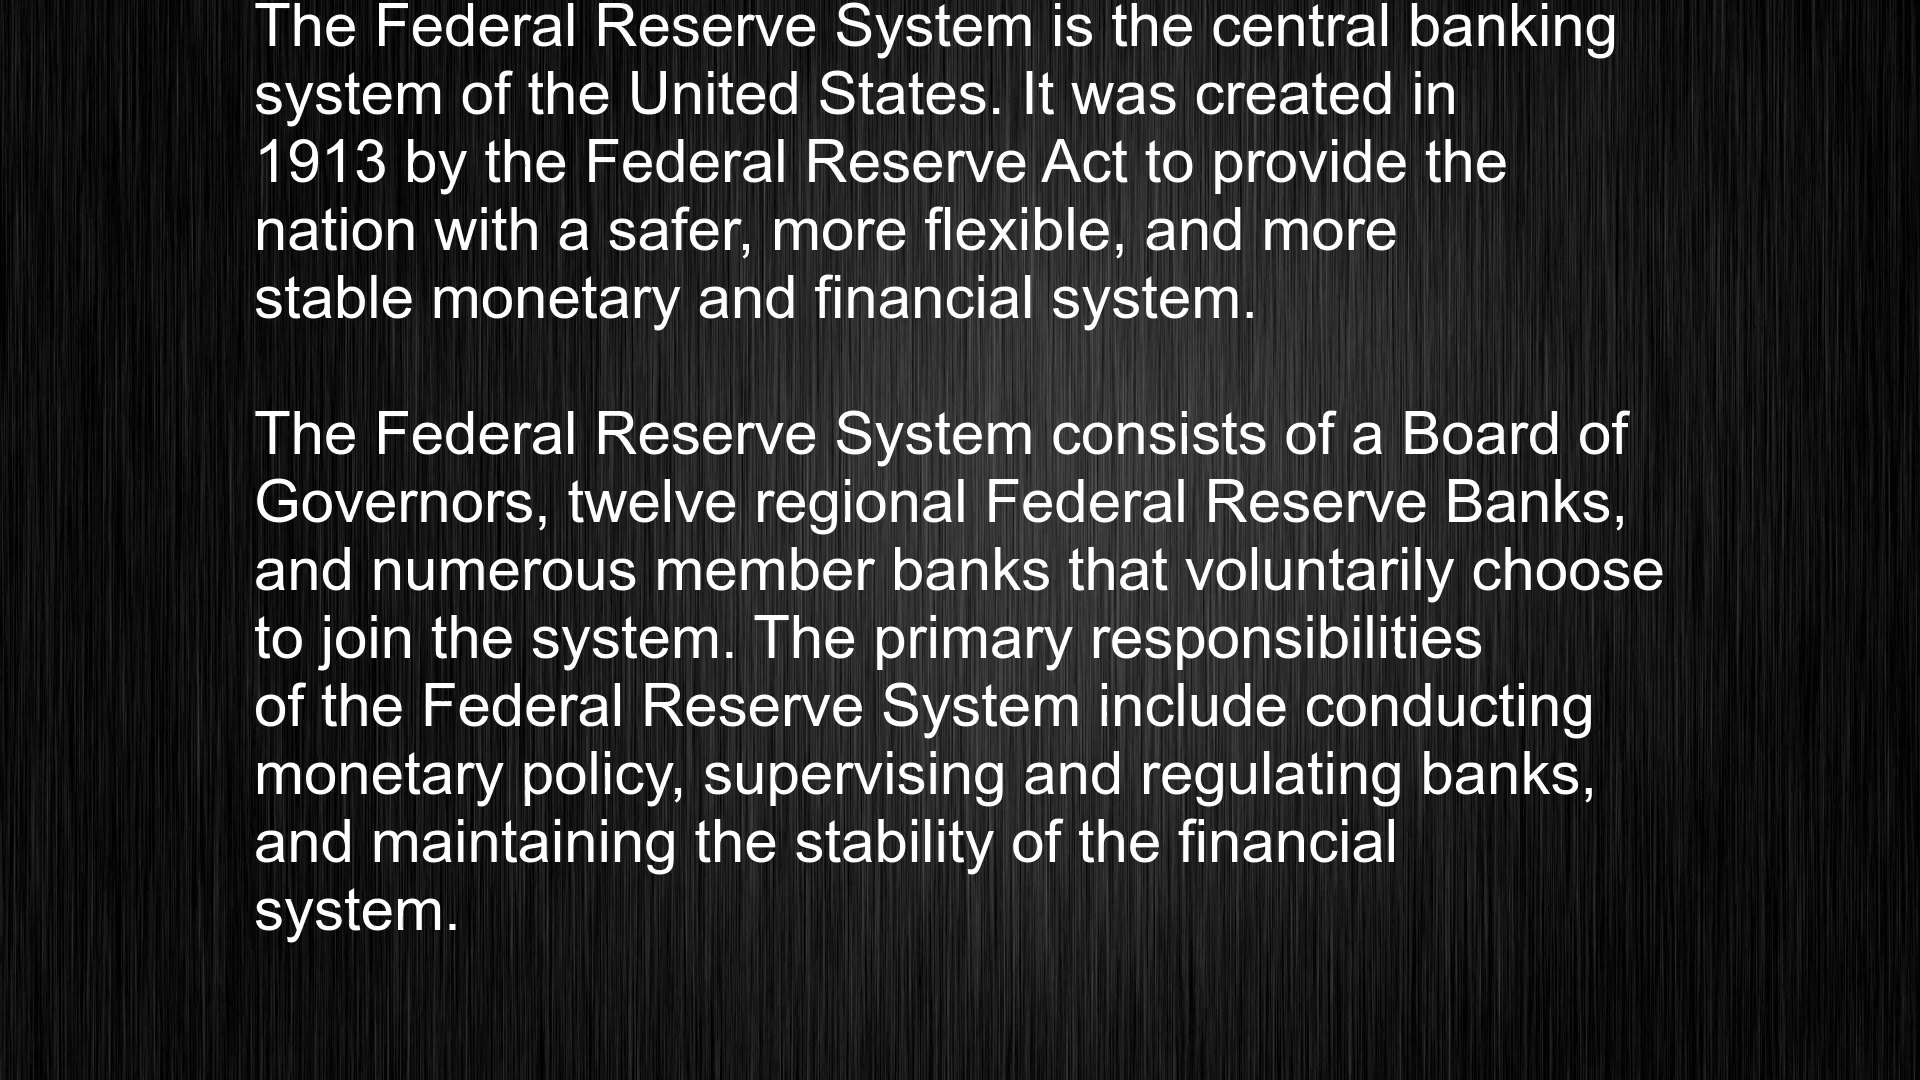 The Federal Reserve System is the central banking
system of the United States. It was created in
1913 by the Federal Reserve Act to provide the
nation with a safer, more flexible, and more
stable monetary and financial system.
The Federal Reserve System consists of a Board of
Governors, twelve regional Federal Reserve Banks,
and numerous member banks that voluntarily choose
to join the system. The primary responsibilities
of the Federal Reserve System include conducting
monetary policy, supervising and regulating banks,
and maintaining the stability of the financial
system.